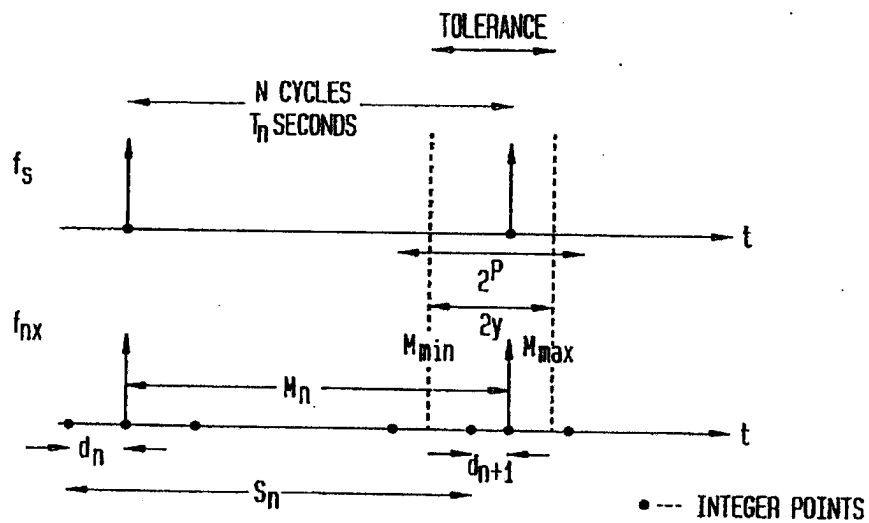 TOLERANCE
N CYCLES
Tn SECONDS
fs
t
2P
2y
fnx
Mmin
Mmax
Mn
t
dn
dn+1
Sn
--- INTEGER POINTS